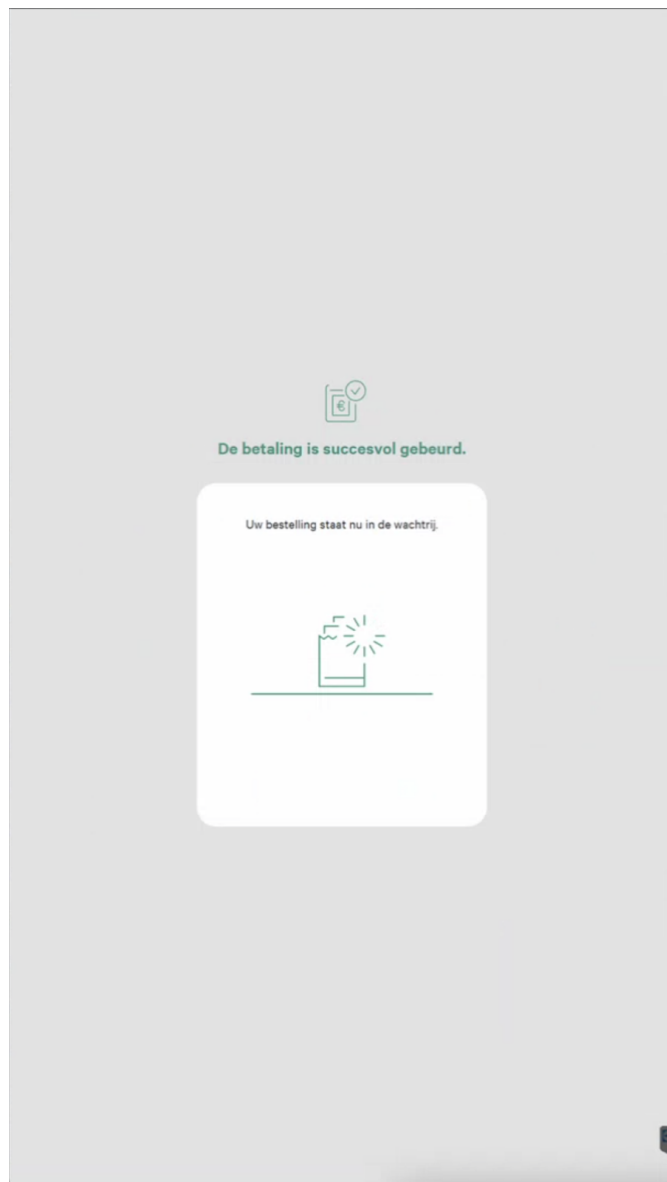 €
De betaling is succesvol gebeurd.
Uw bestelling staat nu in de wachtrij.